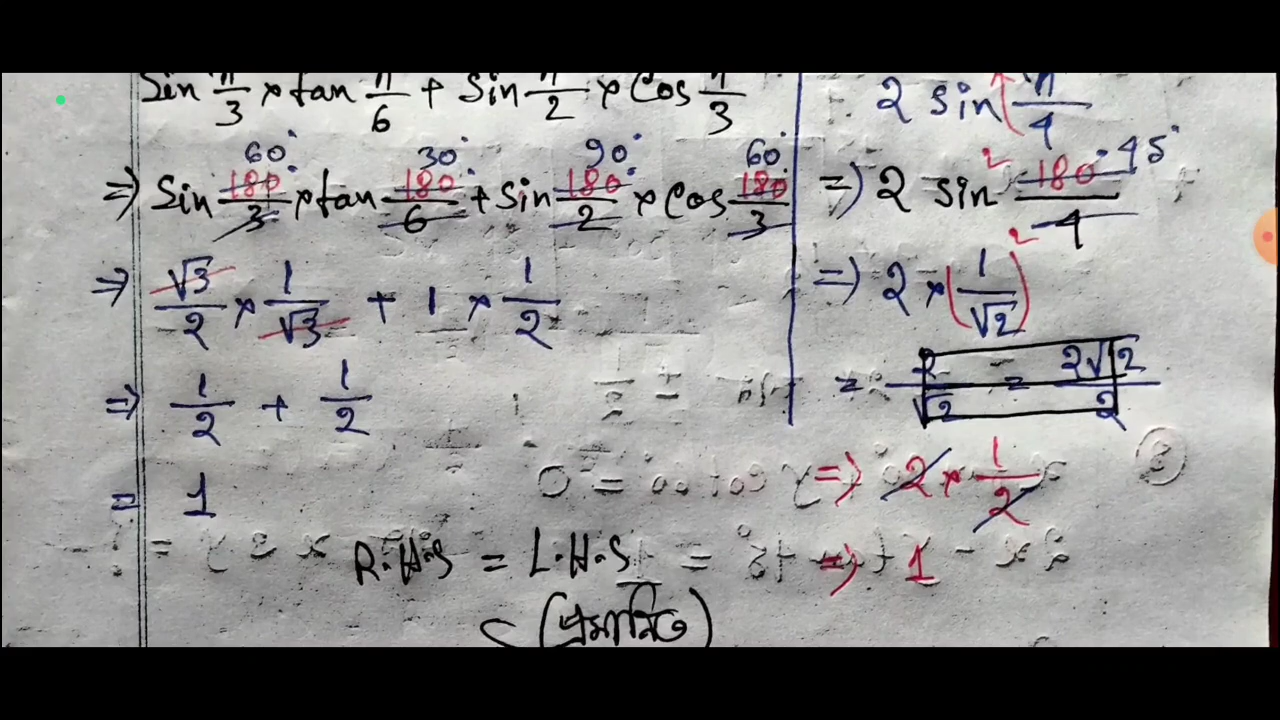 Sin π/3 × tan π/6 + Sin π/2 × Cos π/3
60° 30° 90° 60°
⇒ Sin 180°/3 × tan 180°/6 + Sin 180°/2 × Cos 180°/3
⇒ √3/2 × 1/√3 + 1 × 1/2
⇒ 1/2 + 1/2
= 1
2 sin² π/4
⇒ 2 sin² 180°/4 45°
⇒ 2 × (1/√2)²
= 2/√2 = 2√2/2
⇒ 2 × 1/2
⇒ 1
R.H.S = L.H.S
(প্রমানিত)